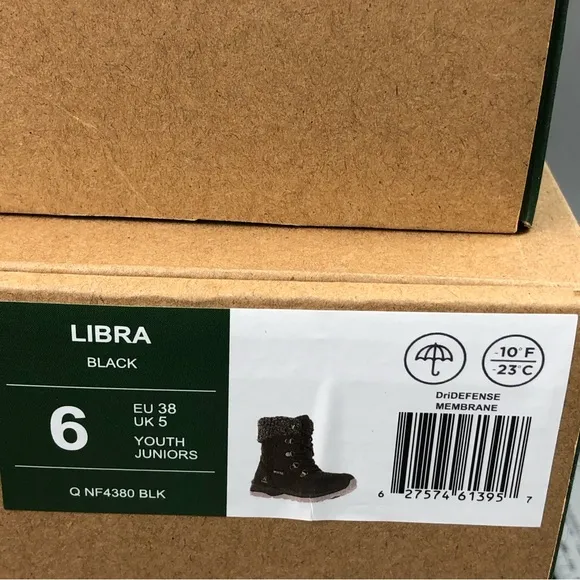 LIBRA
BLACK
6
EU 38
UK 5
YOUTH
JUNIORS
Q NF4380 BLK
-10°F
-23°C
DriDEFENSE
MEMBRANE
6 27574 61395 7